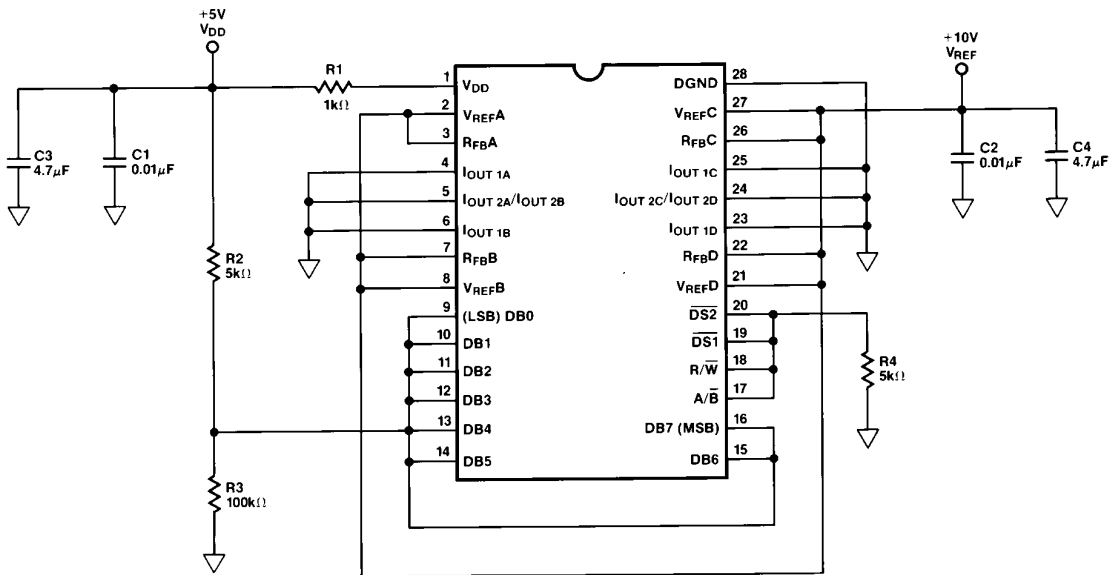 +5V
VDD
+10V
VREF
R1
1kΩ
C3
4.7µF
C1
0.01µF
R2
5kΩ
R3
100kΩ
1 VDD
2 VREFA
3 RFBA
4 IOUT 1A
5 IOUT 2A/IOUT 2B
6 IOUT 1B
7 RFBB
8 VREFB
9 (LSB) DB0
10 DB1
11 DB2
12 DB3
13 DB4
14 DB5
DGND 28
VREFC 27
RFBC 26
IOUT 1C 25
IOUT 2C/IOUT 2D 24
IOUT 1D 23
RFBD 22
VREFD 21
D̅S̅2̅ 20
D̅S̅1̅ 19
R/W̅ 18
A/B̅ 17
DB7 (MSB) 16
DB6 15
C2
0.01µF
C4
4.7µF
R4
5kΩ